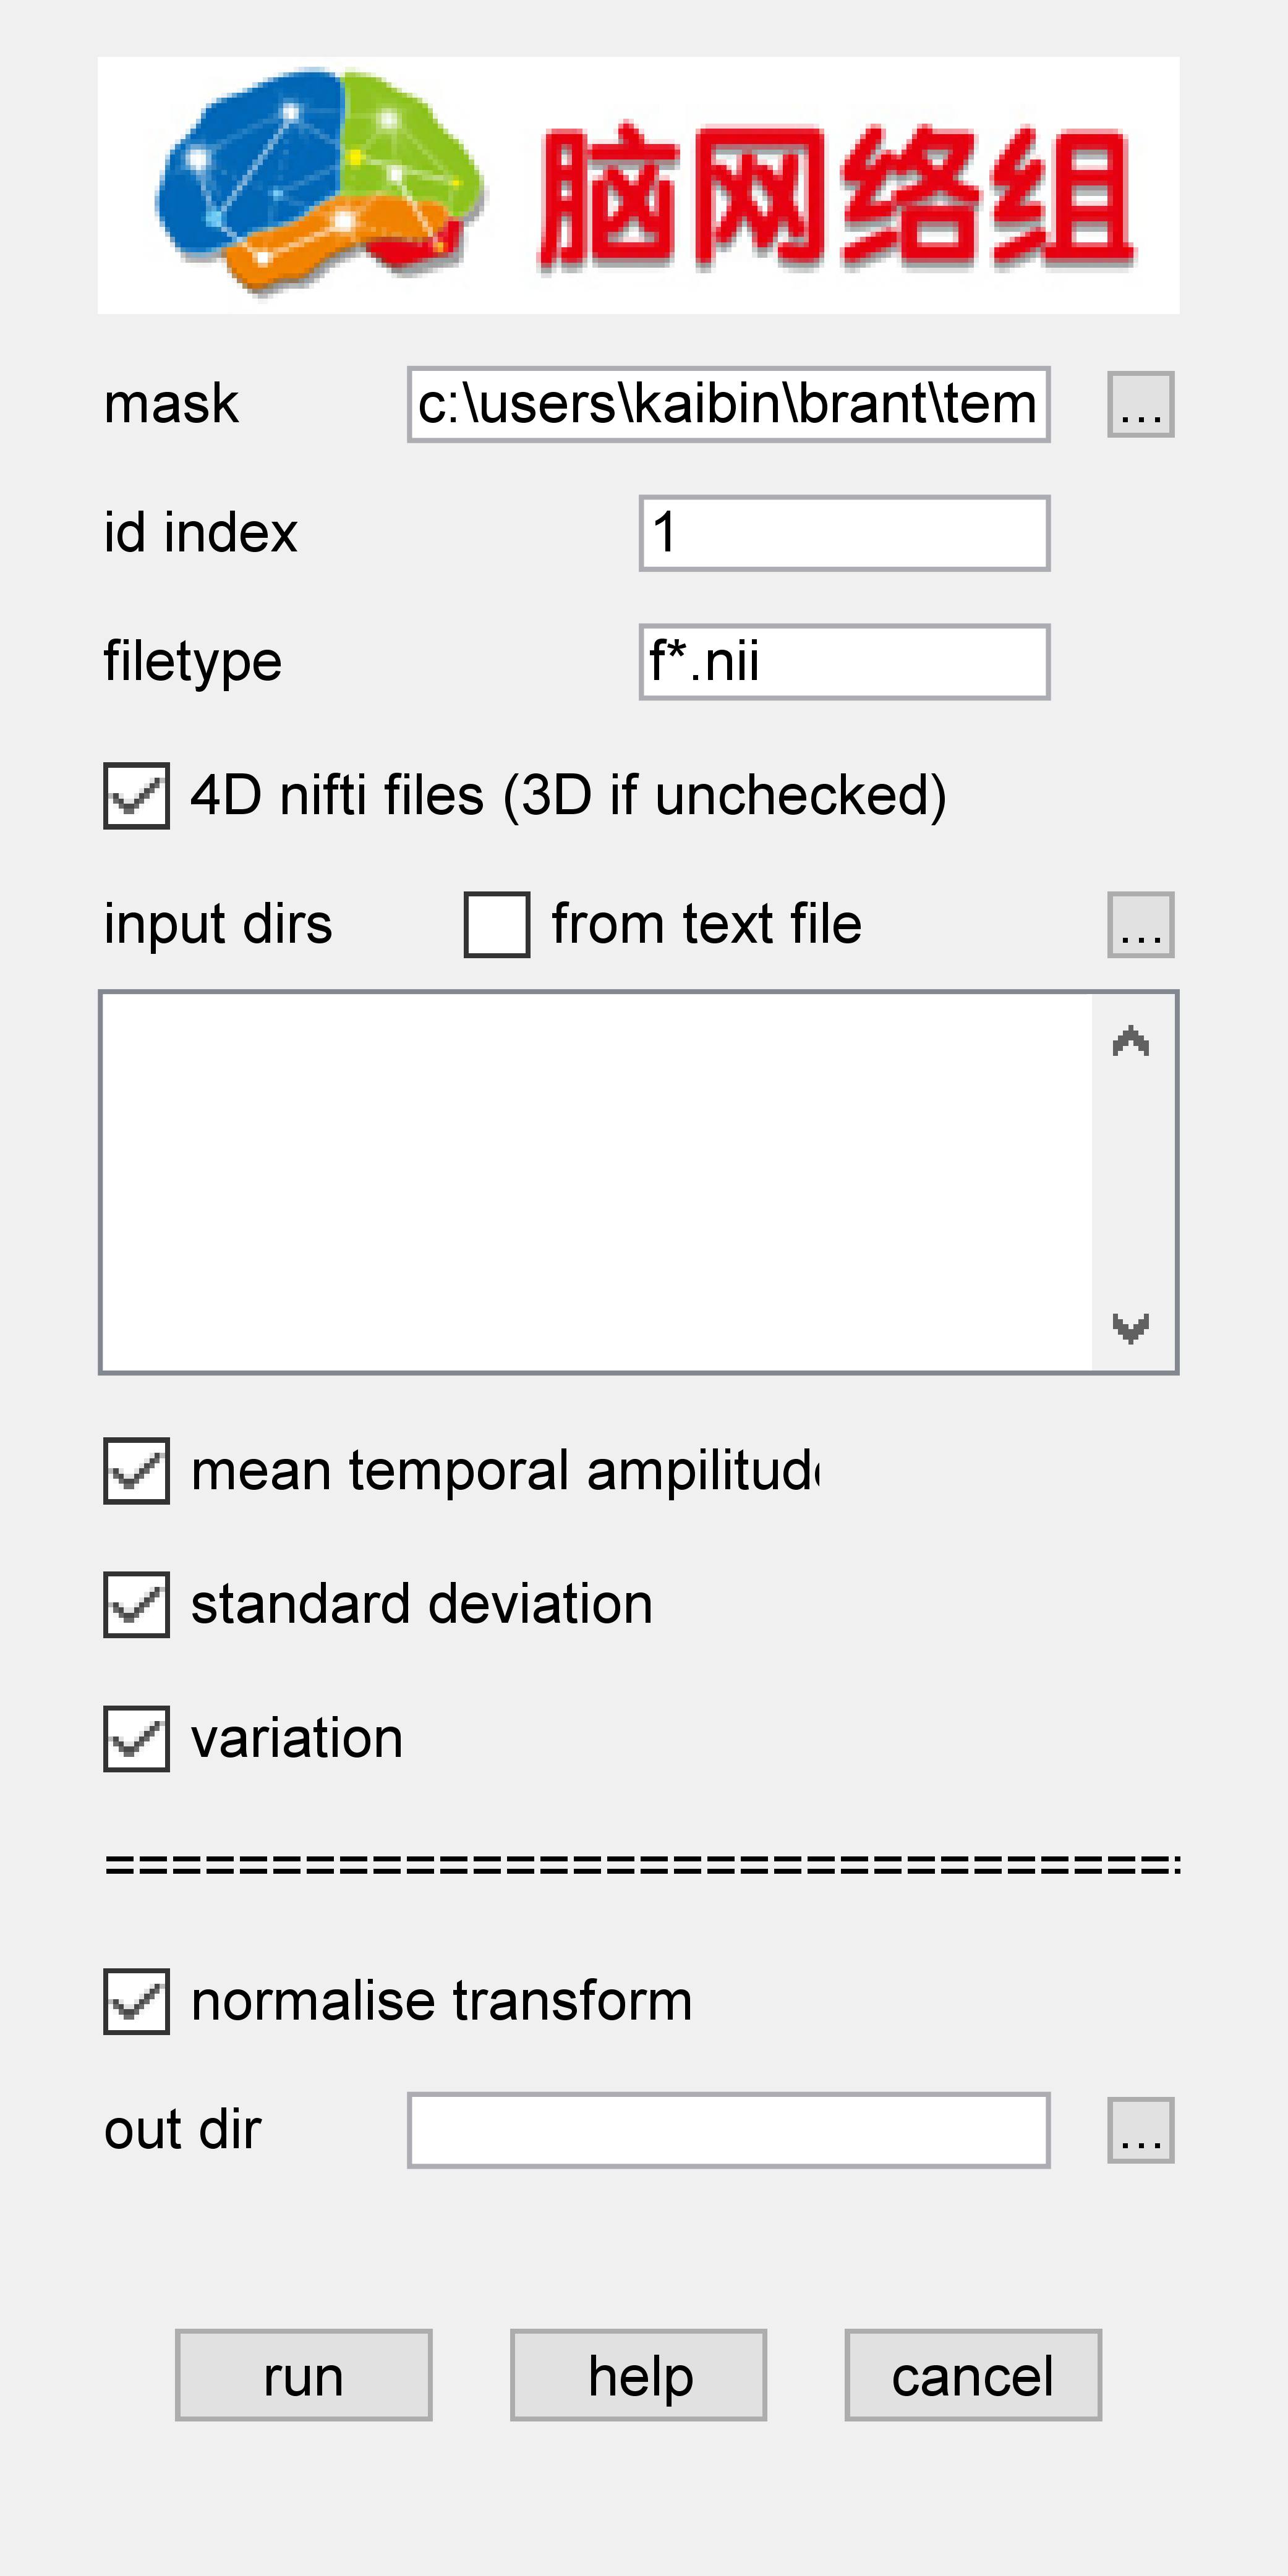 脑网络组
mask c:\users\kaibin\brant\tem ...
id index 1
filetype f*.nii
4D nifti files (3D if unchecked)
input dirs from text file ...
mean temporal ampilitud
standard deviation
variation
=================================
normalise transform
out dir ...
run help cancel